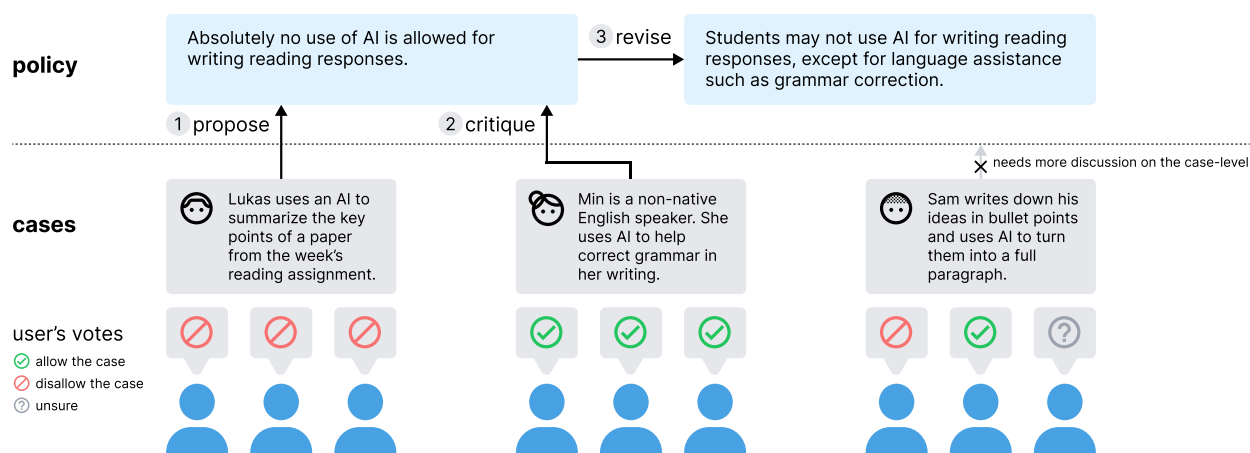 policy
Absolutely no use of AI is allowed for
writing reading responses.
3 revise
Students may not use AI for writing reading
responses, except for language assistance
such as grammar correction.
1 propose
2 critique
needs more discussion on the case-level
cases
Lukas uses an AI to
summarize the key
points of a paper
from the week’s
reading assignment.
Min is a non-native
English speaker. She
uses AI to help
correct grammar in
her writing.
Sam writes down his
ideas in bullet points
and uses AI to turn
them into a full
paragraph.
user’s votes
allow the case
disallow the case
? unsure
?